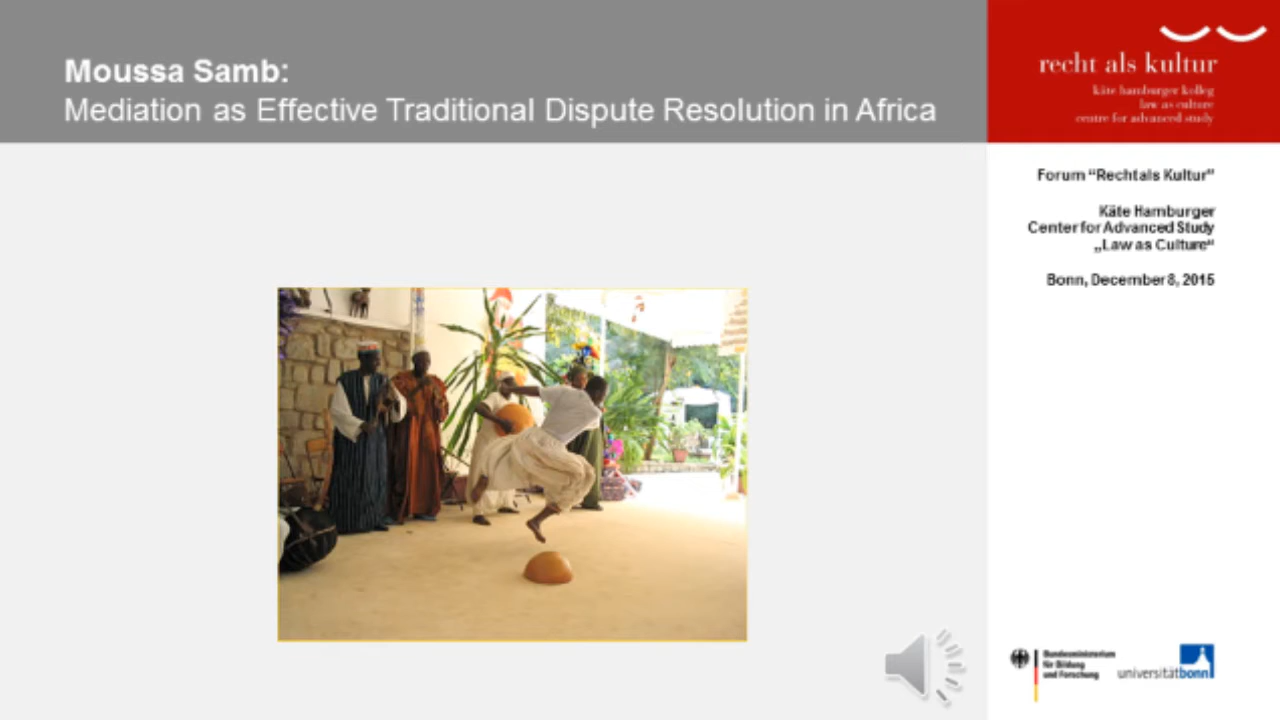 Moussa Samb:
Mediation as Effective Traditional Dispute Resolution in Africa
recht als kultur
käte hamburger kolleg
law as culture
centre for advanced study
Forum “Rechtals Kultur”
Käte Hamburger
Center for Advanced Study
„Law as Culture“
Bonn, December 8, 2015
Bundesministerium
für Bildung
und Forschung
universitätbonn